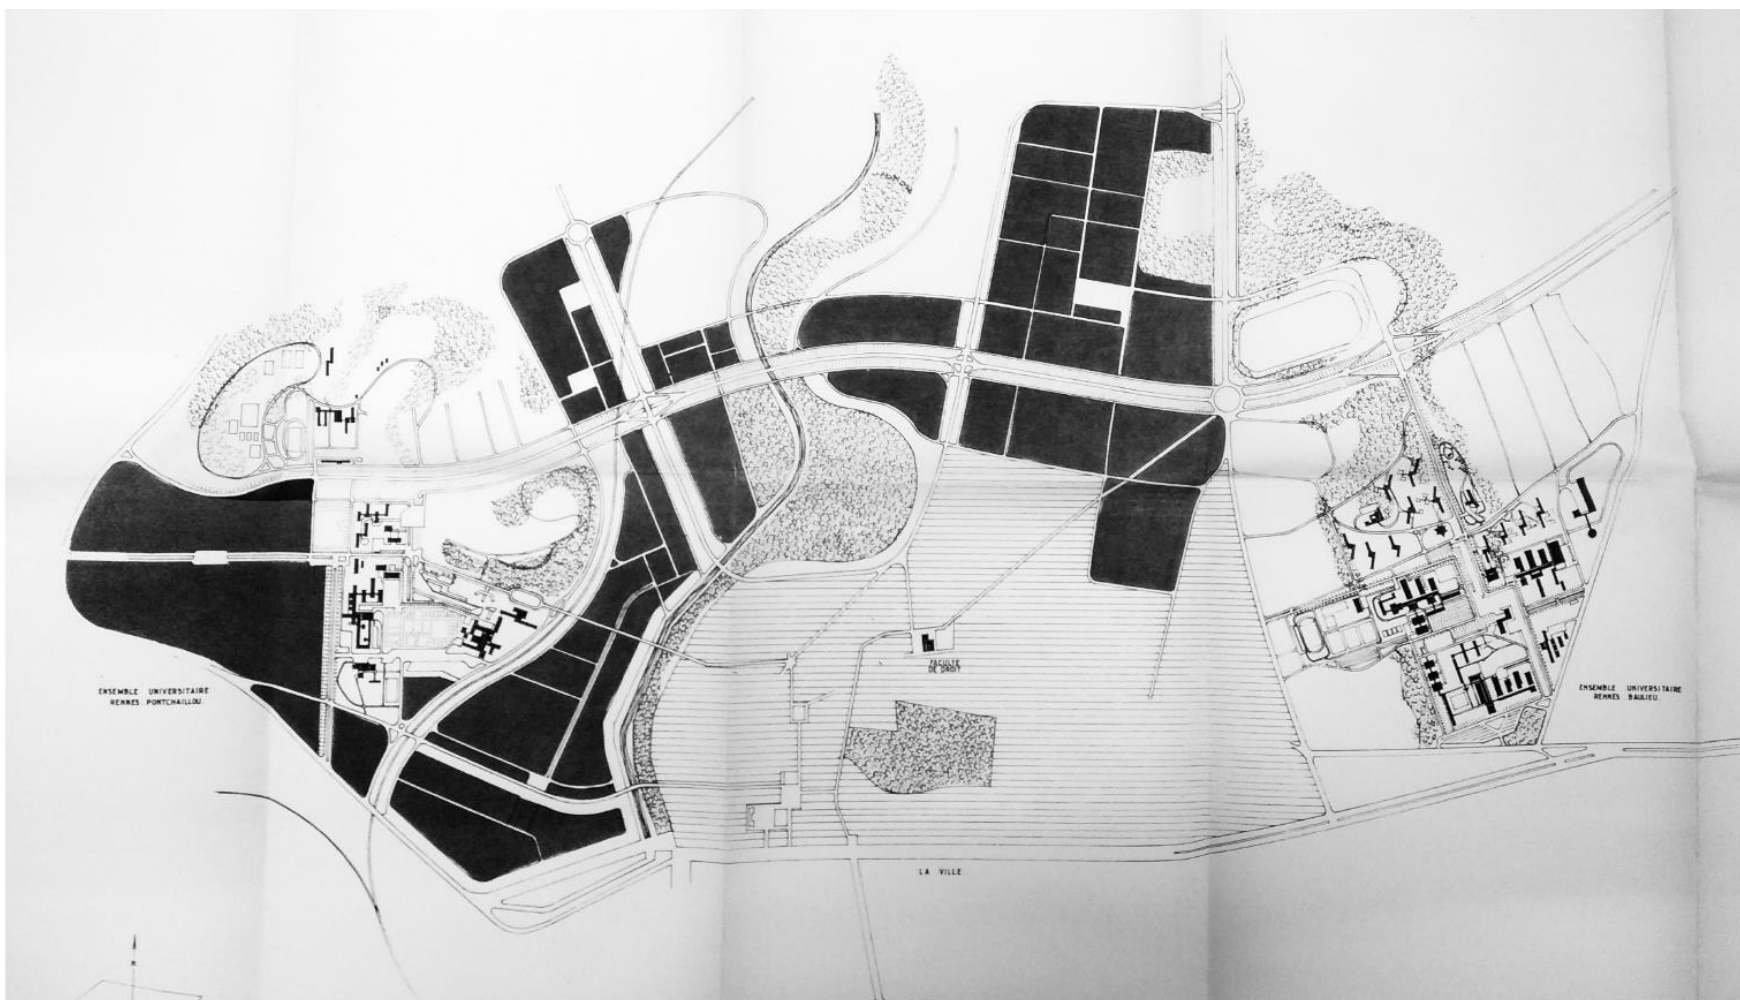 ENSEMBLE UNIVERSITAIRE
RENNES PONTCHAILLOU.
FACULTE
DE DROIT
ENSEMBLE UNIVERSITAIRE
RENNES BAULIEU.
LA VILLE
N